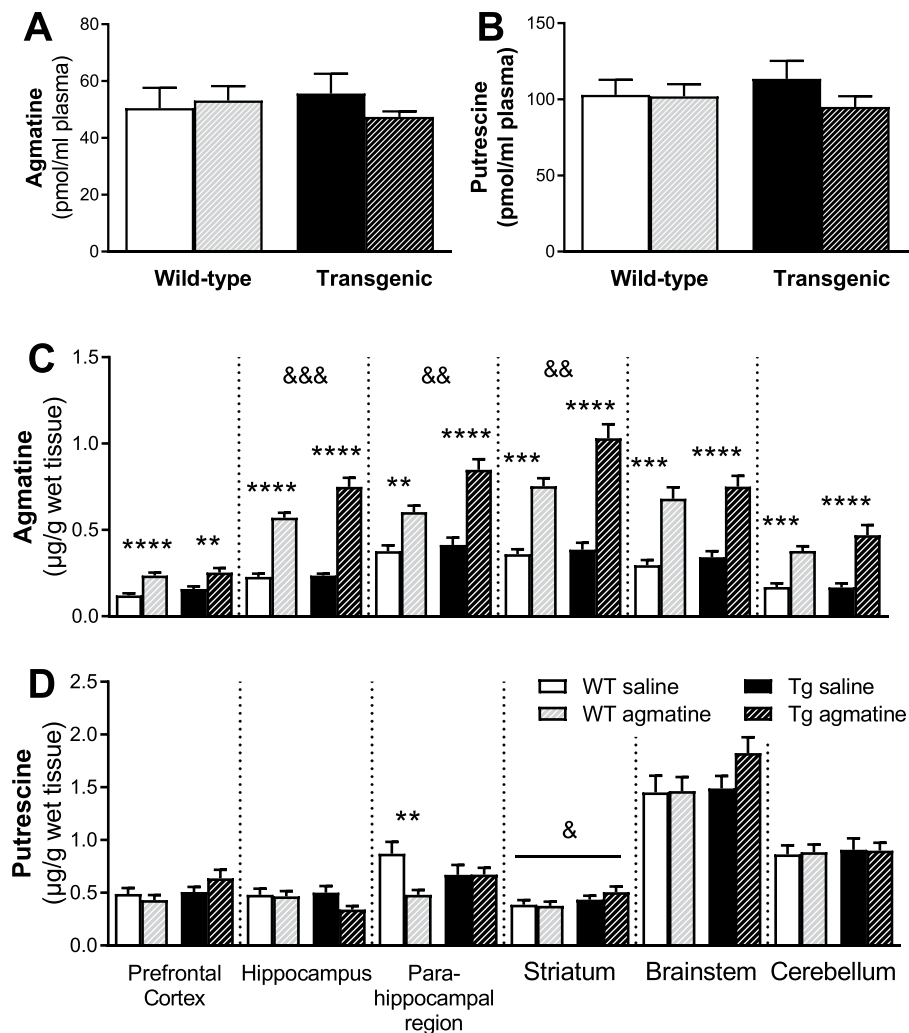 A
Agmatine
(pmol/ml plasma)
80
60
40
20
0
Wild-type Transgenic
B
Putrescine
(pmol/ml plasma)
150
100
50
0
Wild-type Transgenic
C
Agmatine
(µg/g wet tissue)
1.5
1.0
0.5
0.0
&&& && &&
**** ** **** **** ** **** *** **** *** **** *** ****
D
Putrescine
(µg/g wet tissue)
2.5
2.0
1.5
1.0
0.5
0.0
WT saline Tg saline
WT agmatine Tg agmatine
** &
Prefrontal
Cortex
Hippocampus
Para-
hippocampal
region
Striatum
Brainstem
Cerebellum